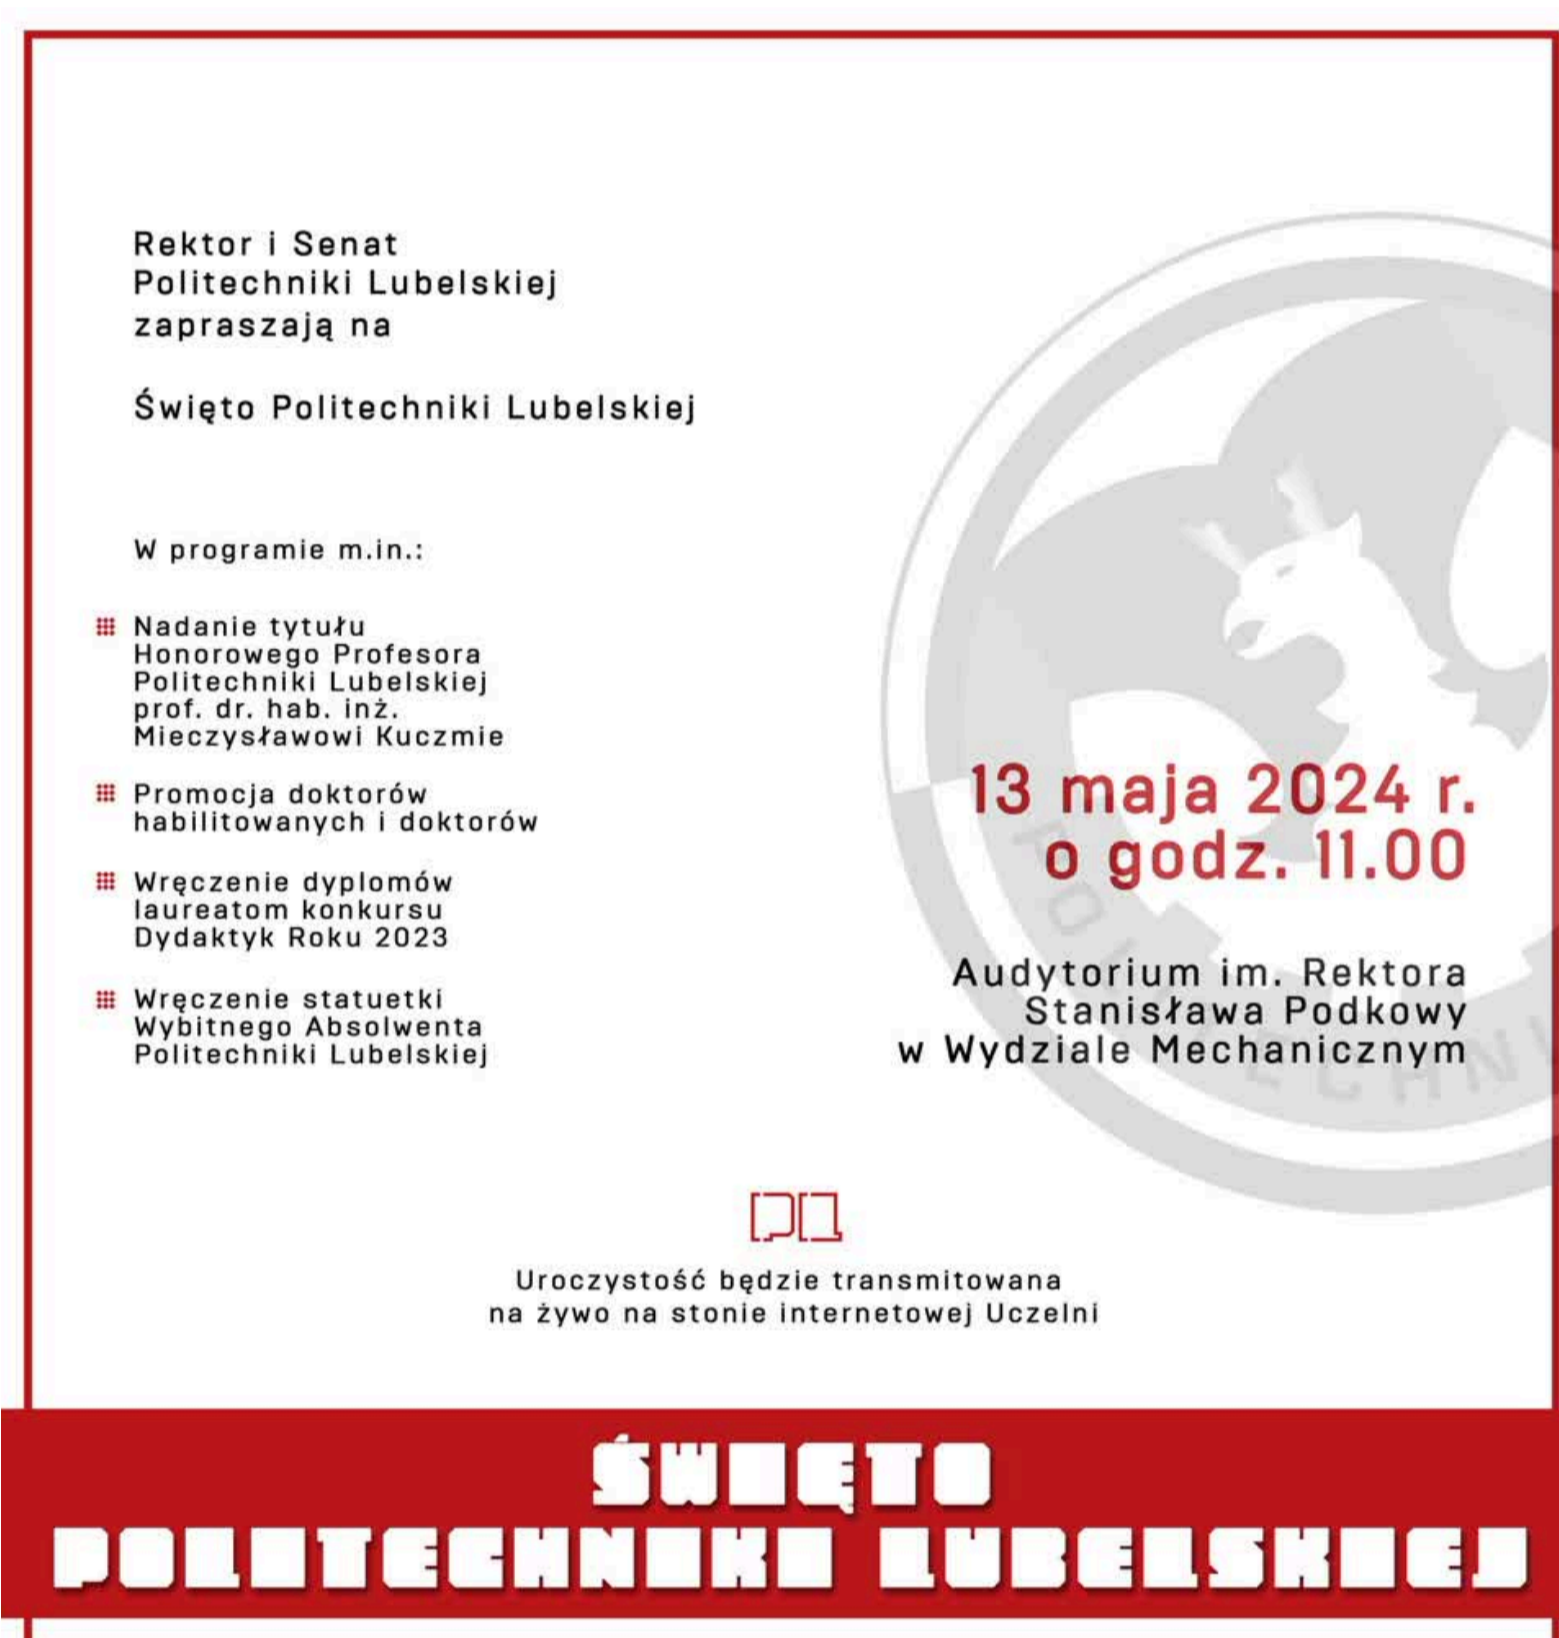 Rektor i Senat
Politechniki Lubelskiej
zapraszają na
Święto Politechniki Lubelskiej
W programie m.in.:
Nadanie tytułu
Honorowego Profesora
Politechniki Lubelskiej
prof. dr. hab. inż.
Mieczysławowi Kuczmie
Promocja doktorów
habilitowanych i doktorów
Wręczenie dyplomów
laureatom konkursu
Dydaktyk Roku 2023
Wręczenie statuetki
Wybitnego Absolwenta
Politechniki Lubelskiej
13 maja 2024 r.
o godz. 11.00
Audytorium im. Rektora
Stanisława Podkowy
w Wydziale Mechanicznym
POLITECHNI
PL
Uroczystość będzie transmitowana
na żywo na stonie internetowej Uczelni
ŚWIĘTO
POLITECHNIKI LUBELSKIEJ